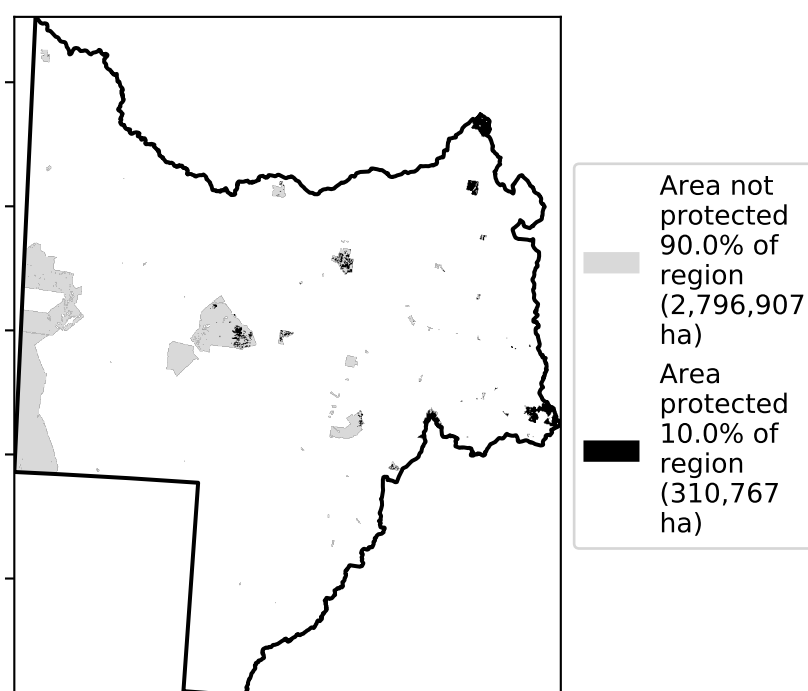 Area not
protected
90.0% of
region
(2,796,907
ha)
Area
protected
10.0% of
region
(310,767
ha)